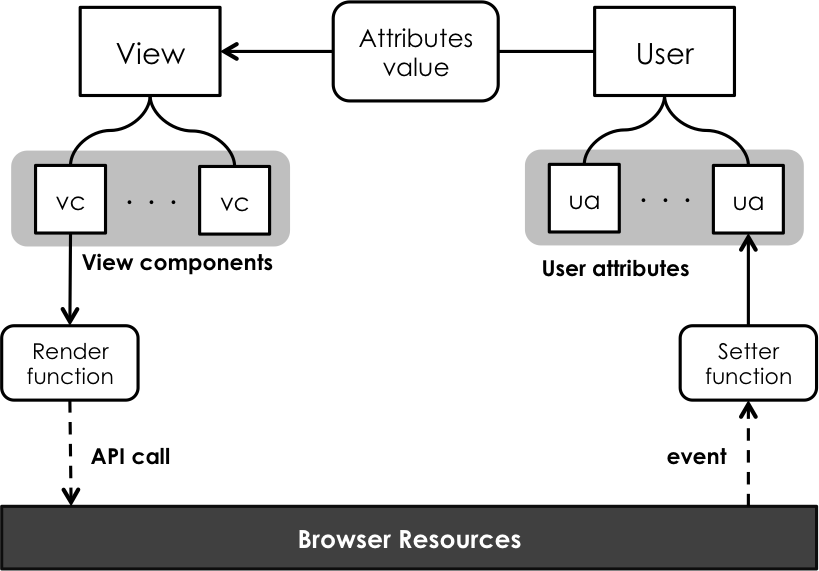 View
Attributes
value
User
vc
. . .
vc
ua
. . .
ua
View components
User attributes
Render
function
Setter
function
API call
event
Browser Resources